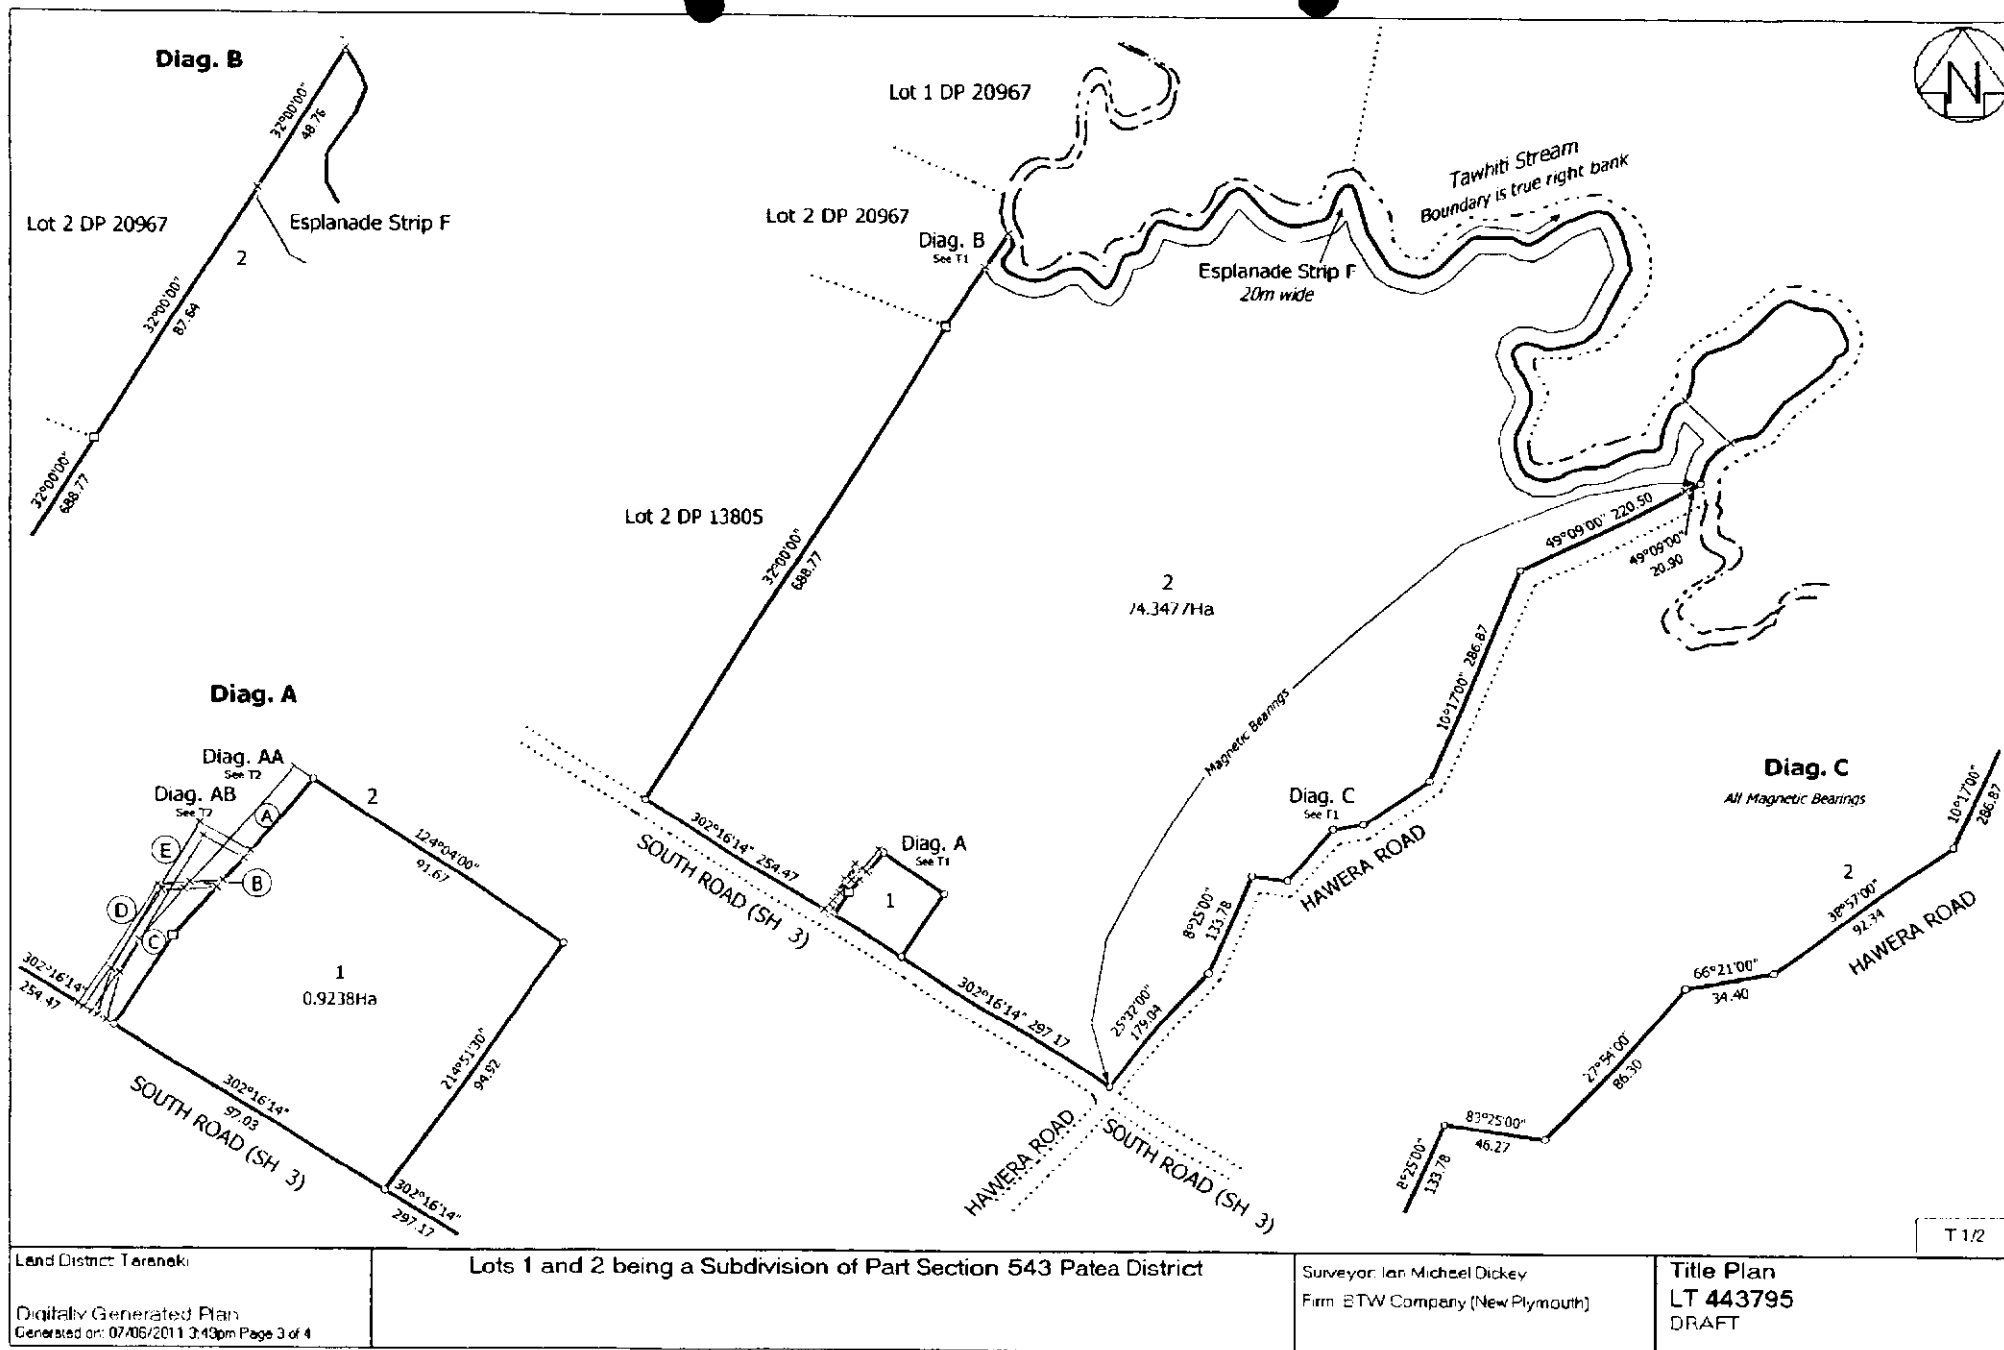 Diag. B
32°00'00"
48.76
Lot 2 DP 20967
Esplanade Strip F
2
32°00'00"
87.64
32°00'00"
688.77
Lot 1 DP 20967
N
Tawhiti Stream
Boundary is true right bank
Lot 2 DP 20967
Diag. B
See T1
Esplanade Strip F
20m wide
Lot 2 DP 13805
32°00'00"
688.77
2
74.3477Ha
49°09'00" 220.50
49°09'00"
20.90
10°17'00" 286.87
Magnetic Bearings
Diag. A
Diag. AA
See T2
Diag. AB
See T2
2
A
E
B
D
C
124°04'00"
91.67
302°16'14"
254.47
1
0.9238Ha
214°51'30"
94.92
302°16'14"
97.03
SOUTH ROAD (SH 3)
302°16'14"
297.17
302°16'14" 254.47
SOUTH ROAD (SH 3)
Diag. A
See T1
1
302°16'14" 297.17
Diag. C
See T1
HAWERA ROAD
8°25'00"
133.78
25°32'00"
179.04
HAWERA ROAD
SOUTH ROAD (SH 3)
Diag. C
All Magnetic Bearings
10°17'00"
286.87
2
38°57'00"
92.34
HAWERA ROAD
66°21'00"
34.40
27°54'00"
86.30
83°25'00"
46.27
8°25'00"
133.78
T 1/2
Land District: Taranaki
Digitally Generated Plan
Generated on: 07/06/2011 3:43pm Page 3 of 4
Lots 1 and 2 being a Subdivision of Part Section 543 Patea District
Surveyor: Ian Michael Dickey
Firm: BTW Company (New Plymouth)
Title Plan
LT 443795
DRAFT